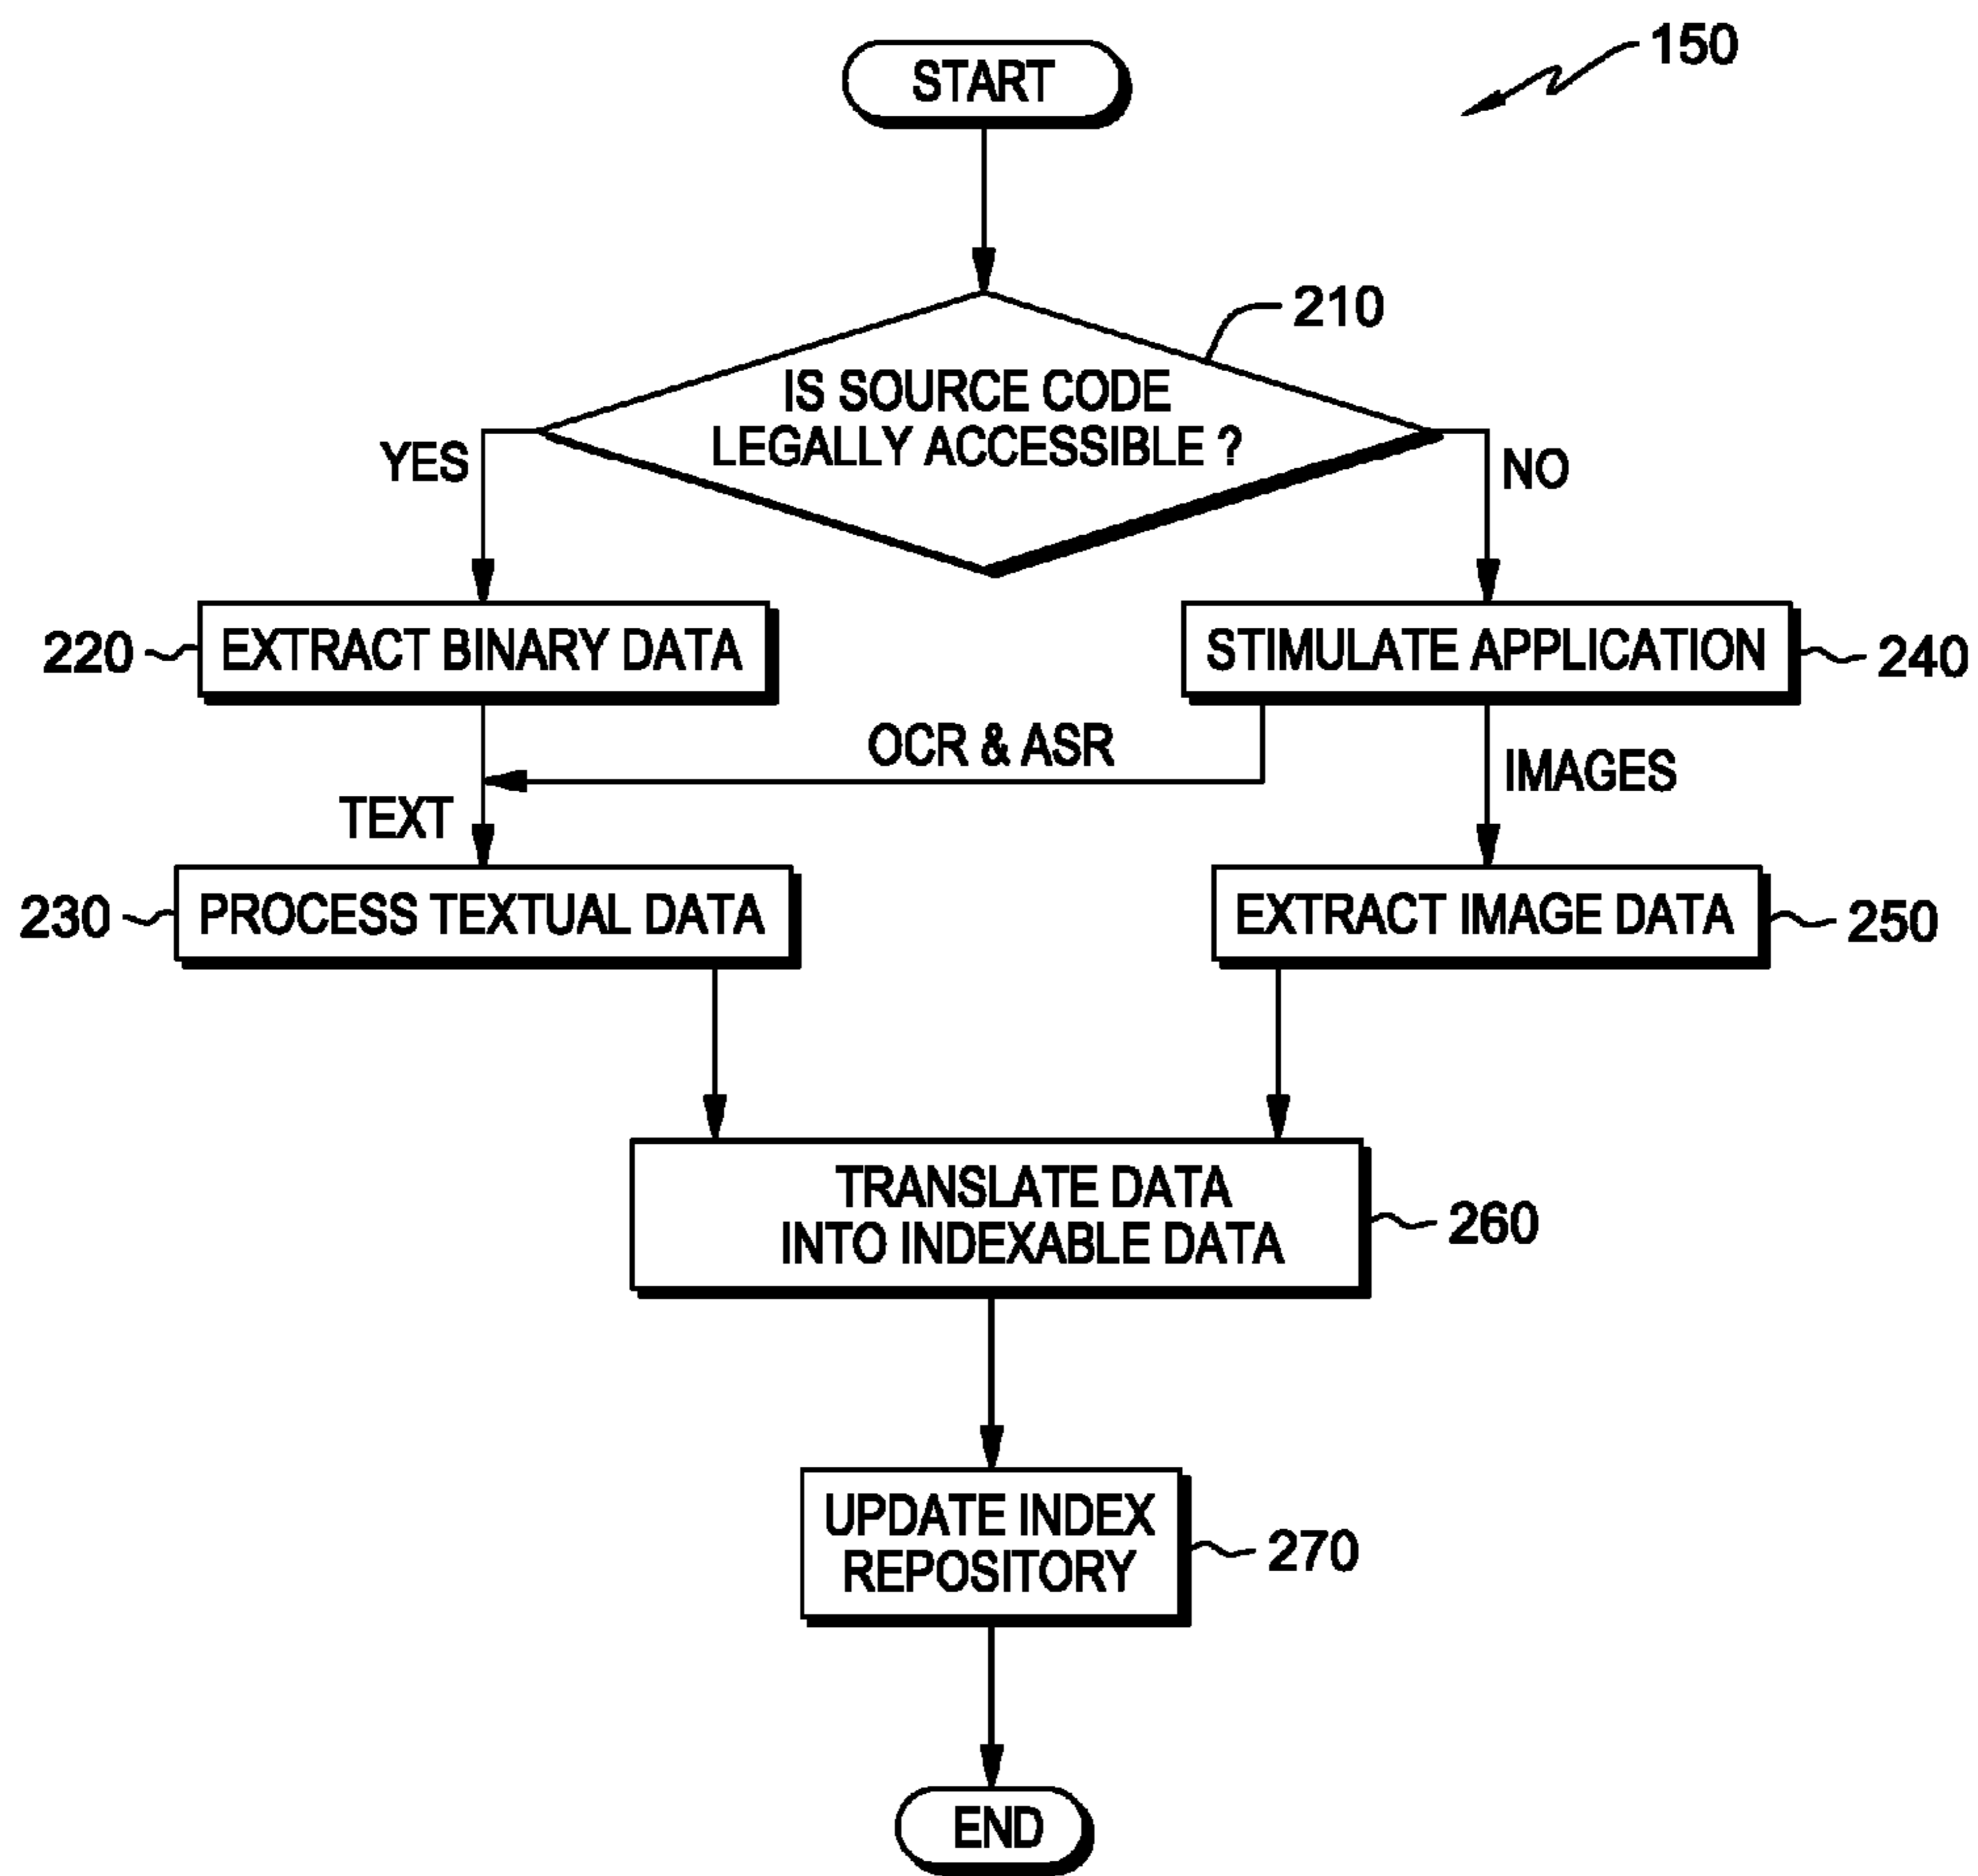 START
150
210
IS SOURCE CODE
LEGALLY ACCESSIBLE ?
YES
NO
220
EXTRACT BINARY DATA
STIMULATE APPLICATION
240
OCR & ASR
IMAGES
TEXT
230
PROCESS TEXTUAL DATA
EXTRACT IMAGE DATA
250
TRANSLATE DATA
INTO INDEXABLE DATA
260
UPDATE INDEX
REPOSITORY
270
END